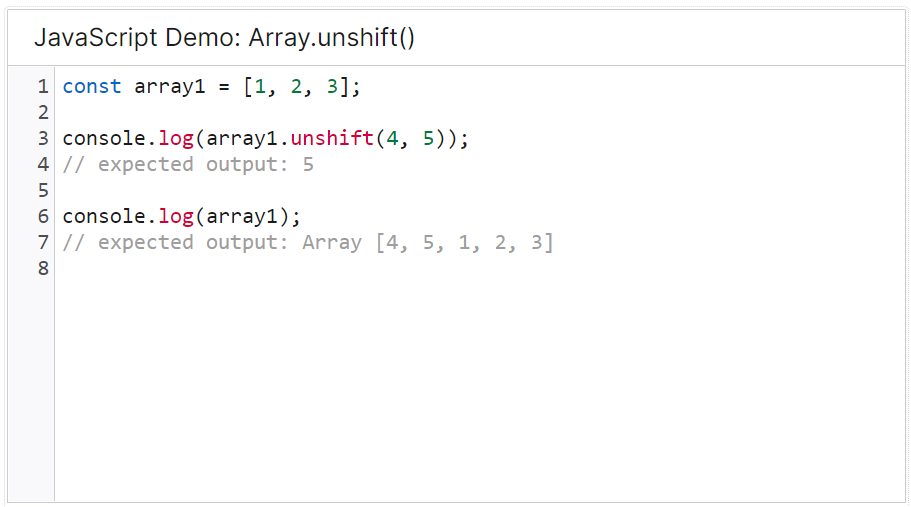 JavaScript Demo: Array.unshift()
1 const array1 = [1, 2, 3];
2
3 console.log(array1.unshift(4, 5));
4 // expected output: 5
5
6 console.log(array1);
7 // expected output: Array [4, 5, 1, 2, 3]
8